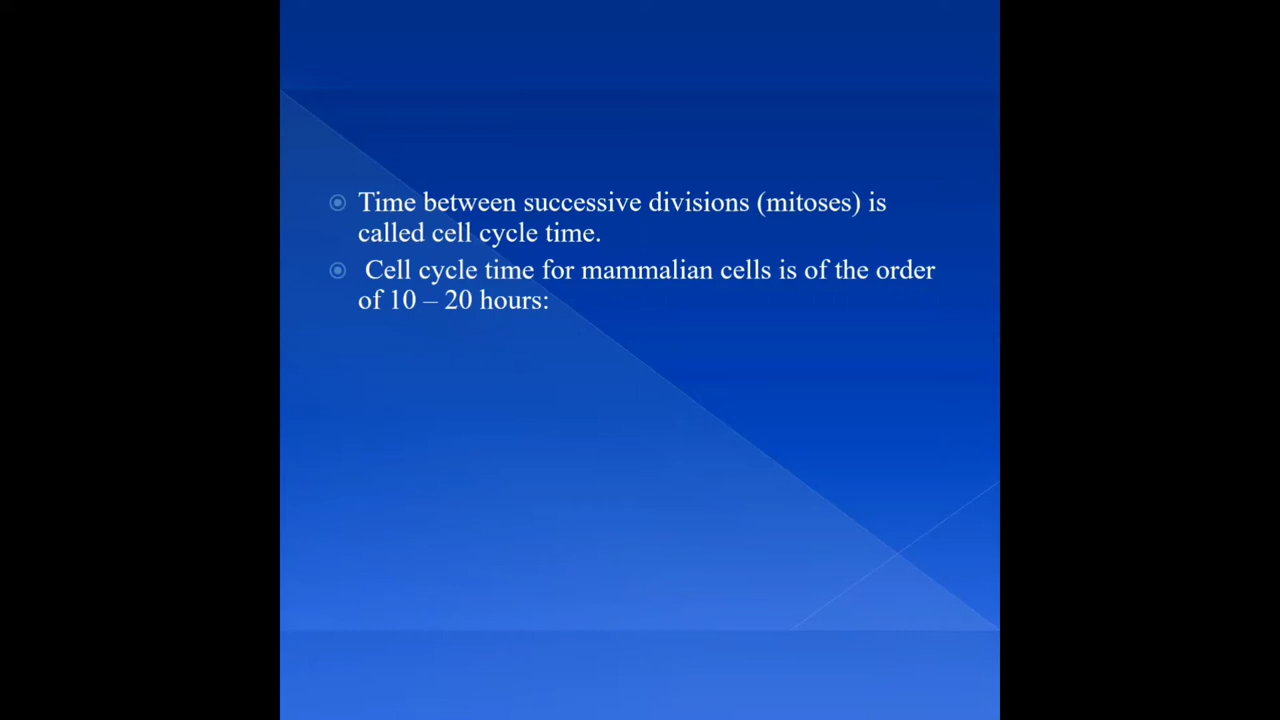 Time between successive divisions (mitoses) is
called cell cycle time.
Cell cycle time for mammalian cells is of the order
of 10 – 20 hours: